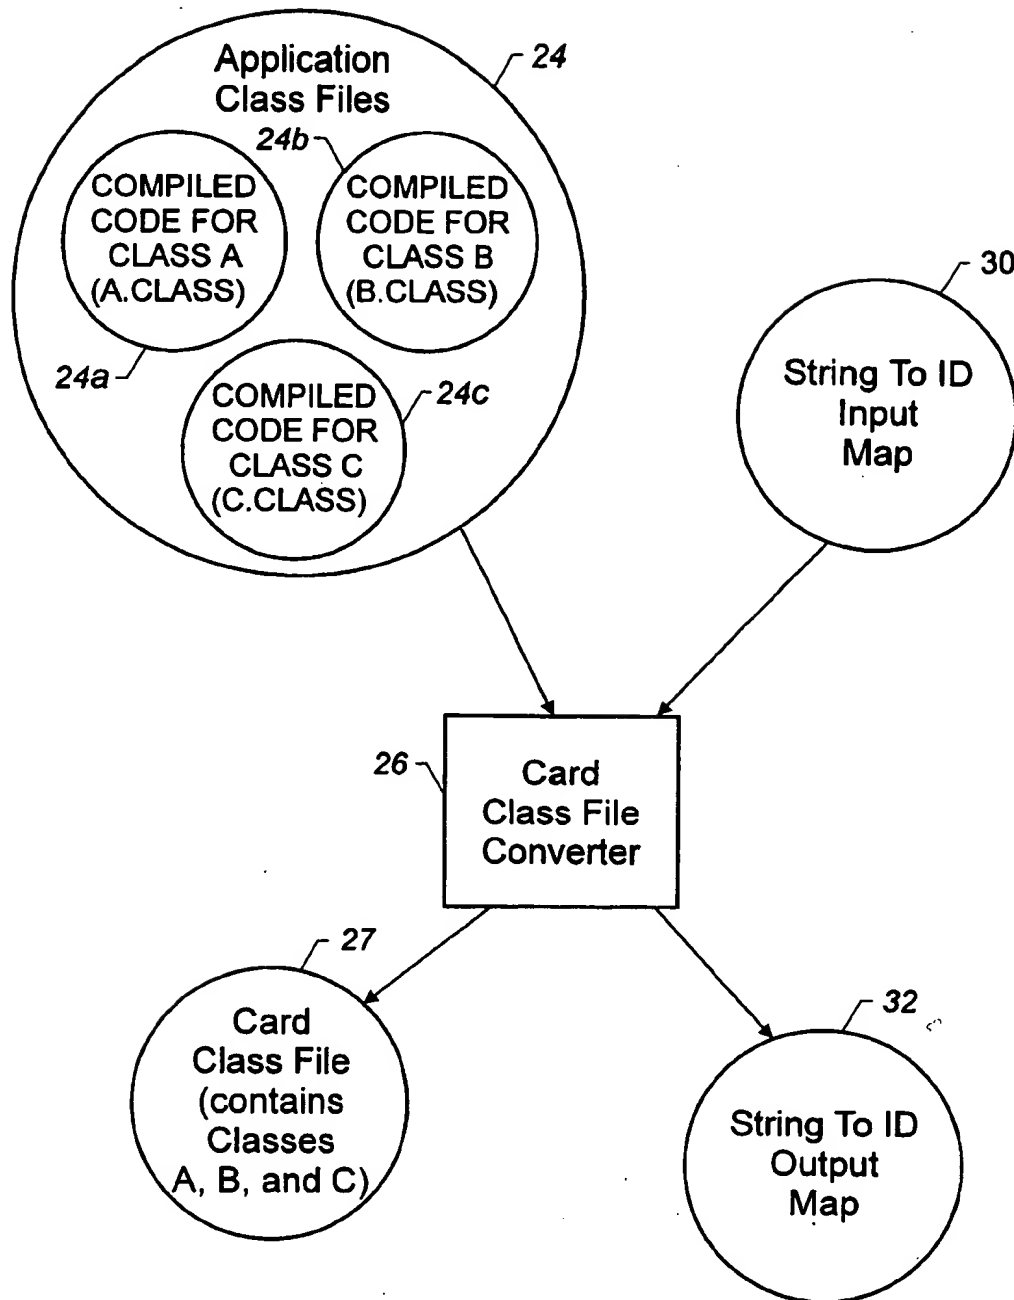 Application
Class Files
24
24b
COMPILED
CODE FOR
CLASS A
(A.CLASS)
COMPILED
CODE FOR
CLASS B
(B.CLASS)
24a
COMPILED
CODE FOR
CLASS C
(C.CLASS)
24c
30
String To ID
Input
Map
26
Card
Class File
Converter
27
Card
Class File
(contains
Classes
A, B, and C)
32
String To ID
Output
Map